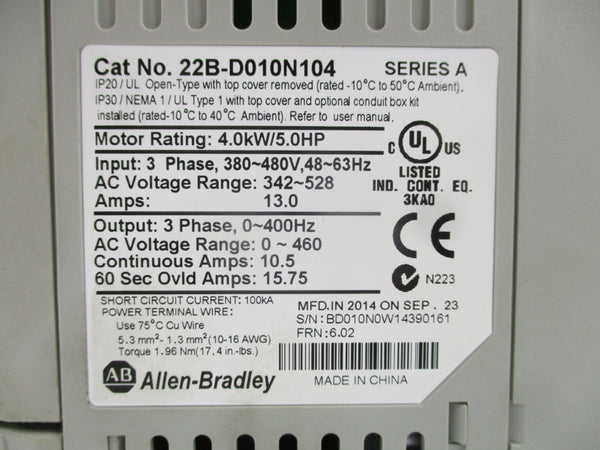 Cat No. 22B-D010N104 SERIES A
IP20 / UL Open-Type with top cover removed (rated -10°C to 50°C Ambient).
IP30 / NEMA 1 / UL Type 1 with top cover and optional conduit box kit
installed (rated-10°C to 40°C Ambient). Refer to user manual.
Motor Rating: 4.0kW/5.0HP
Input: 3 Phase, 380~480V,48~63Hz
AC Voltage Range: 342~528
Amps: 13.0
C UL US
LISTED
IND. CONT. EQ.
3KA0
Output: 3 Phase, 0~400Hz
AC Voltage Range: 0 ~ 460
Continuous Amps: 10.5
60 Sec Ovld Amps: 15.75
CE
N223
SHORT CIRCUIT CURRENT: 100kA
POWER TERMINAL WIRE:
Use 75°C Cu Wire
5.3 mm²- 1.3 mm²(10-16 AWG)
Torque 1.96 Nm(17.4 in.-lbs.)
MFD.IN 2014 ON SEP. 23
S/N: BD010N0W14390161
FRN:6.02
AB Allen-Bradley
MADE IN CHINA